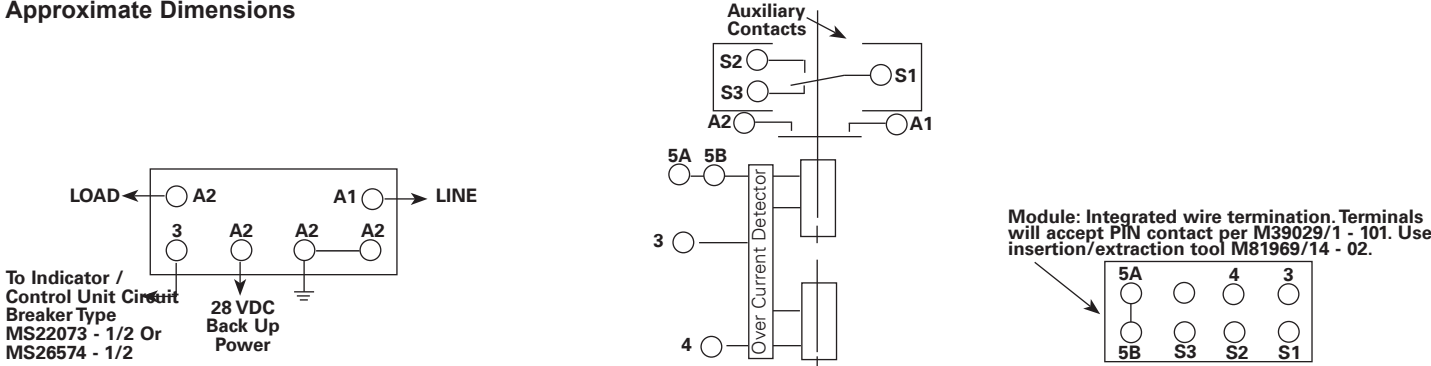 Approximate Dimensions
LOAD
A2
A1
LINE
3
A2
A2
A2
To Indicator /
Control Unit Circuit
Breaker Type
MS22073 - 1/2 Or
MS26574 - 1/2
28 VDC
Back Up
Power
Auxiliary
Contacts
S2
S1
S3
A2
A1
5A 5B
3
4
Over Current Detector
Module: Integrated wire termination. Terminals
will accept PIN contact per M39029/1 - 101. Use
insertion/extraction tool M81969/14 - 02.
5A 4 3
5B S3 S2 S1